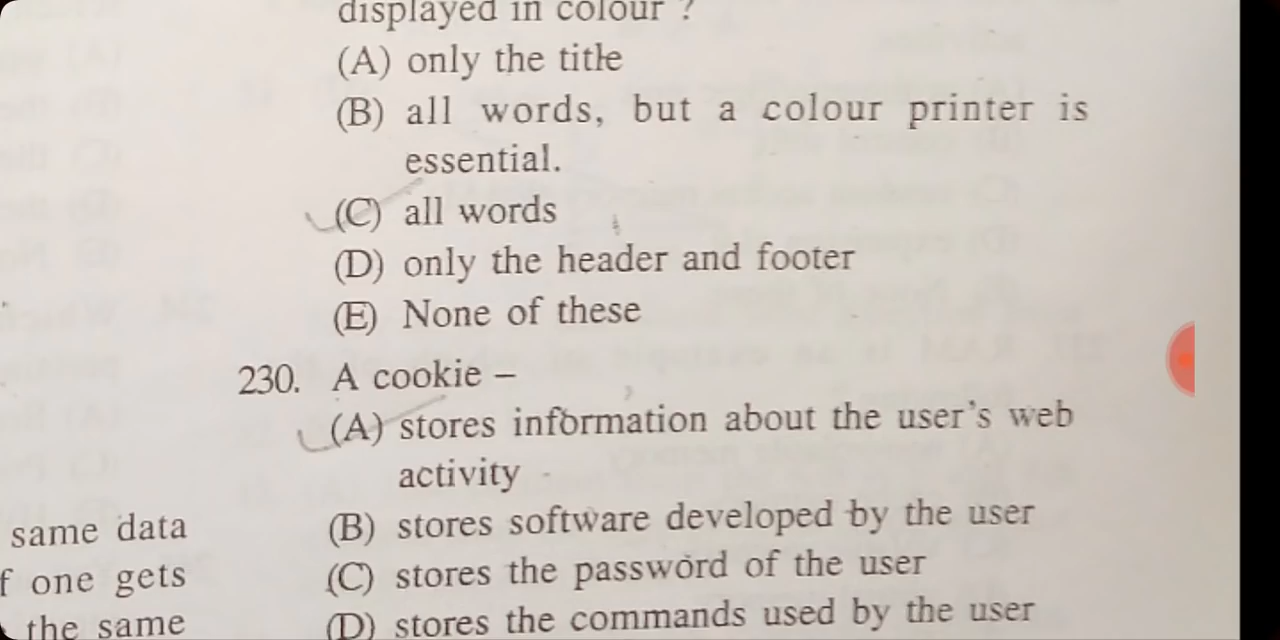 displayed in colour ?
(A) only the title
(B) all words, but a colour printer is
essential.
(C) all words
(D) only the header and footer
(E) None of these
230. A cookie –
(A) stores information about the user's web
activity
(B) stores software developed by the user
(C) stores the password of the user
(D) stores the commands used by the user
same data
f one gets
the same